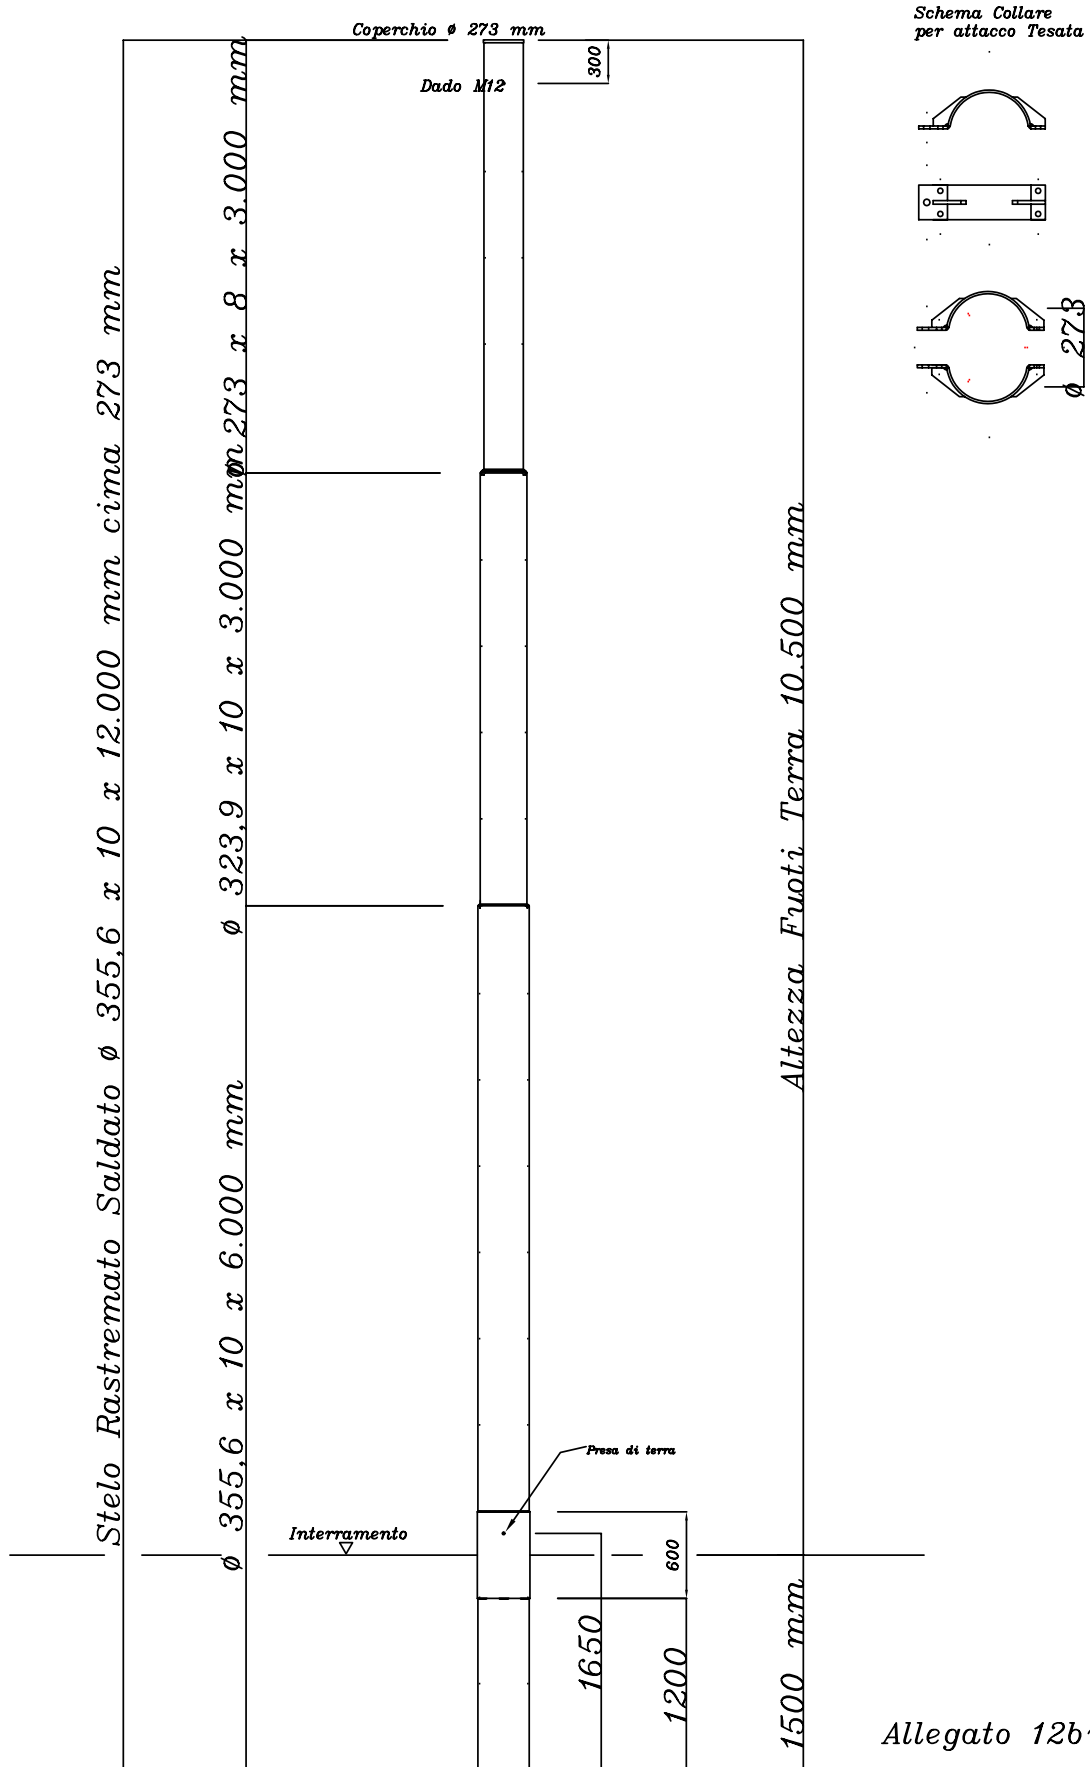 Schema Collare
per attacco Tesata
Coperchio ø 273 mm
300
Dado M12
ø 273
Stelo Rastremato Saldato ø 355,6 x 10 x 12.000 mm cima 273 mm
ø 273 x 8 x 3.000 mm
ø 323,9 x 10 x 3.000 mm
ø 355,6 x 10 x 6.000 mm
Altezza Fuoti Terra 10.500 mm
Presa di terra
Interramento
600
1650
1200
1500 mm
Allegato 12b